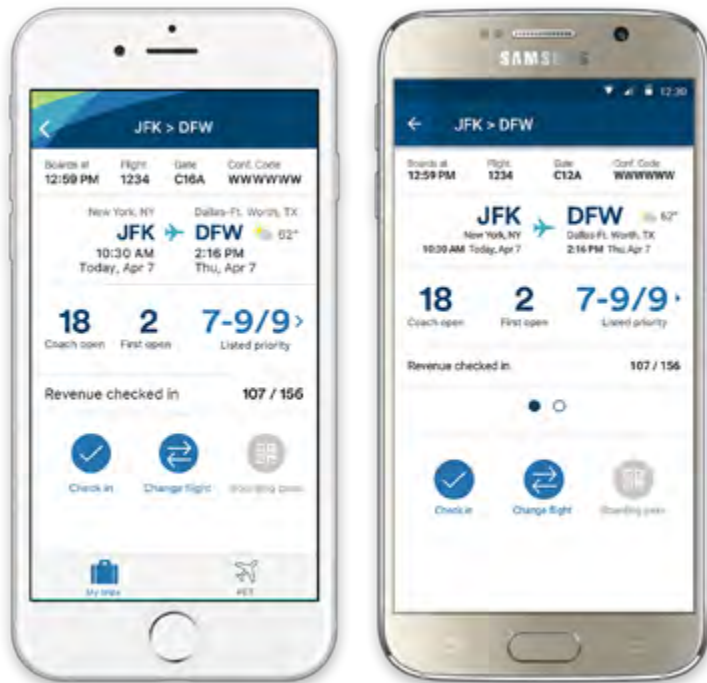 JFK > DFW
Boards at Flight Gate Conf. Code
12:59 PM 1234 C16A WWWWWW
New York, NY Dallas-Ft. Worth, TX
JFK DFW 62°
10:30 AM 2:16 PM
Today, Apr 7 Thu, Apr 7
18 2 7-9/9 >
Coach open First open Listed priority
Revenue checked in 107 / 156
Check in Change flight Boarding pass
My trips
SAMSUNG
12:30
JFK > DFW
Boards at Flight Gate Conf. Code
12:59 PM 1234 C12A WWWWWW
JFK DFW 62°
New York, NY Dallas-Ft. Worth, TX
10:30 AM Today, Apr 7 2:16 PM Thu, Apr 7
18 2 7-9/9
Coach open First open Listed priority
Revenue checked in 107 / 156
Check in Change flight Boarding pass